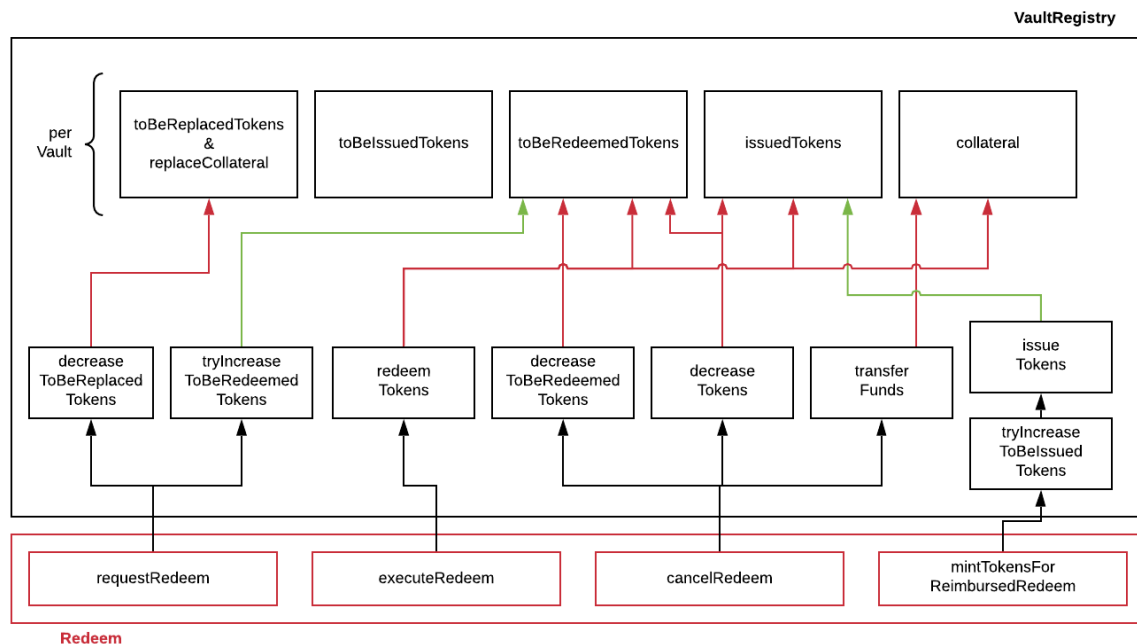 VaultRegistry
per
Vault
toBeReplacedTokens
&
replaceCollateral
toBeIssuedTokens
toBeRedeemedTokens
issuedTokens
collateral
decrease
ToBeReplaced
Tokens
tryIncrease
ToBeRedeemed
Tokens
redeem
Tokens
decrease
ToBeRedeemed
Tokens
decrease
Tokens
transfer
Funds
issue
Tokens
tryIncrease
ToBeIssued
Tokens
requestRedeem
executeRedeem
cancelRedeem
mintTokensFor
ReimbursedRedeem
Redeem